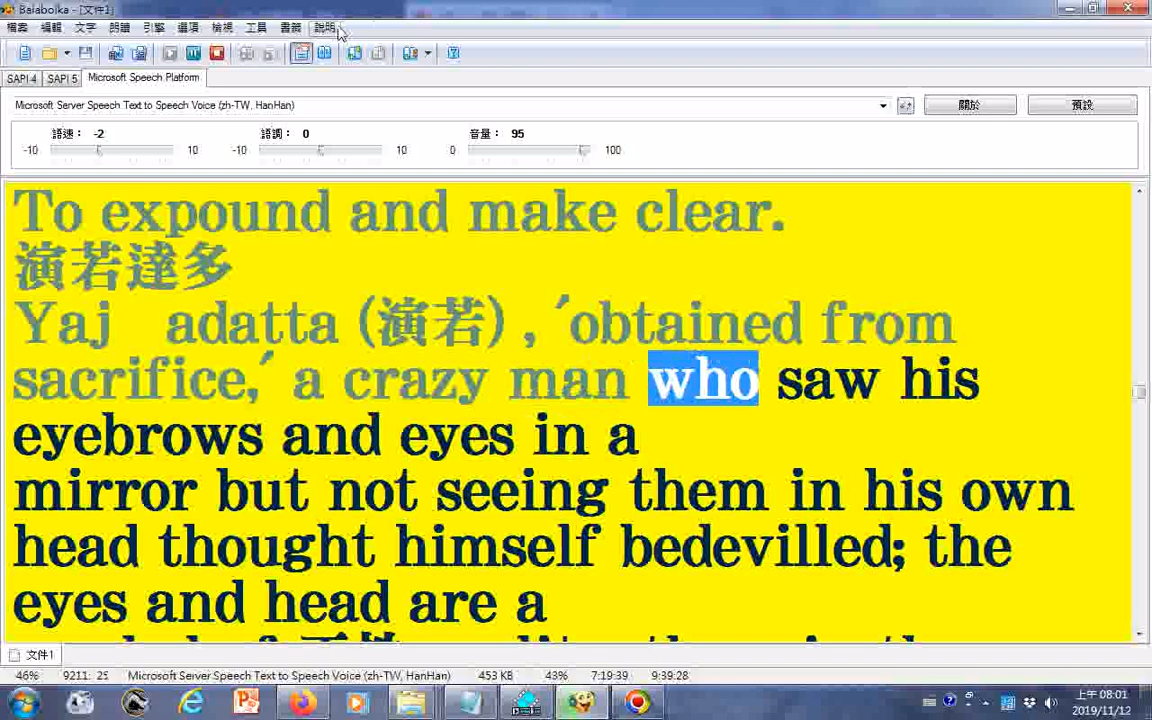 Balabolka - [文件1]
檔案 編輯 文字 朗讀 引擎 選項 檢視 工具 書籤 說明
SAPI 4 SAPI 5 Microsoft Speech Platform
Microsoft Server Speech Text to Speech Voice (zh-TW, HanHan) 關於 預設
語速： -2 語調： 0 音量： 95
-10 10 -10 10 0 100
To expound and make clear.
演若達多
Yaj adatta (演若) , ´obtained from
sacrifice,´ a crazy man who saw his
eyebrows and eyes in a
mirror but not seeing them in his own
head thought himself bedevilled; the
eyes and head are a
文件1
46% 9211: 25 Microsoft Server Speech Text to Speech Voice (zh-TW, HanHan) 453 KB 43% 7:19:39 9:39:28
上午 08:01
2019/11/12